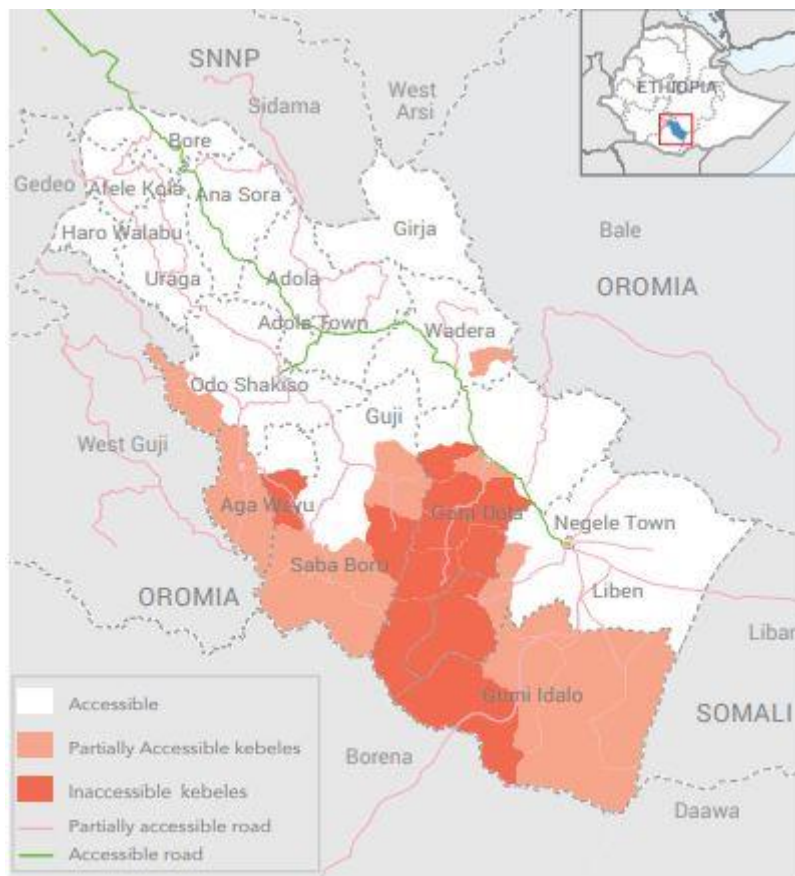 SNNP
Sidama
West
Arsi
ETHIOPIA
Bore
Gedeo
Afele Kola
Ana Sora
Haro Walabu
Girja
Bale
Uraga
Adola
OROMIA
Adola Town
Wadera
Odo Shakiso
Guji
West Guji
Aga Wayu
Goro Dola
Negele Town
Saba Boru
OROMIA
Liben
Liban
Gumi Idalo
SOMALI
Borena
Daawa
Accessible
Partially Accessible kebeles
Inaccessible kebeles
Partially accessible road
Accessible road